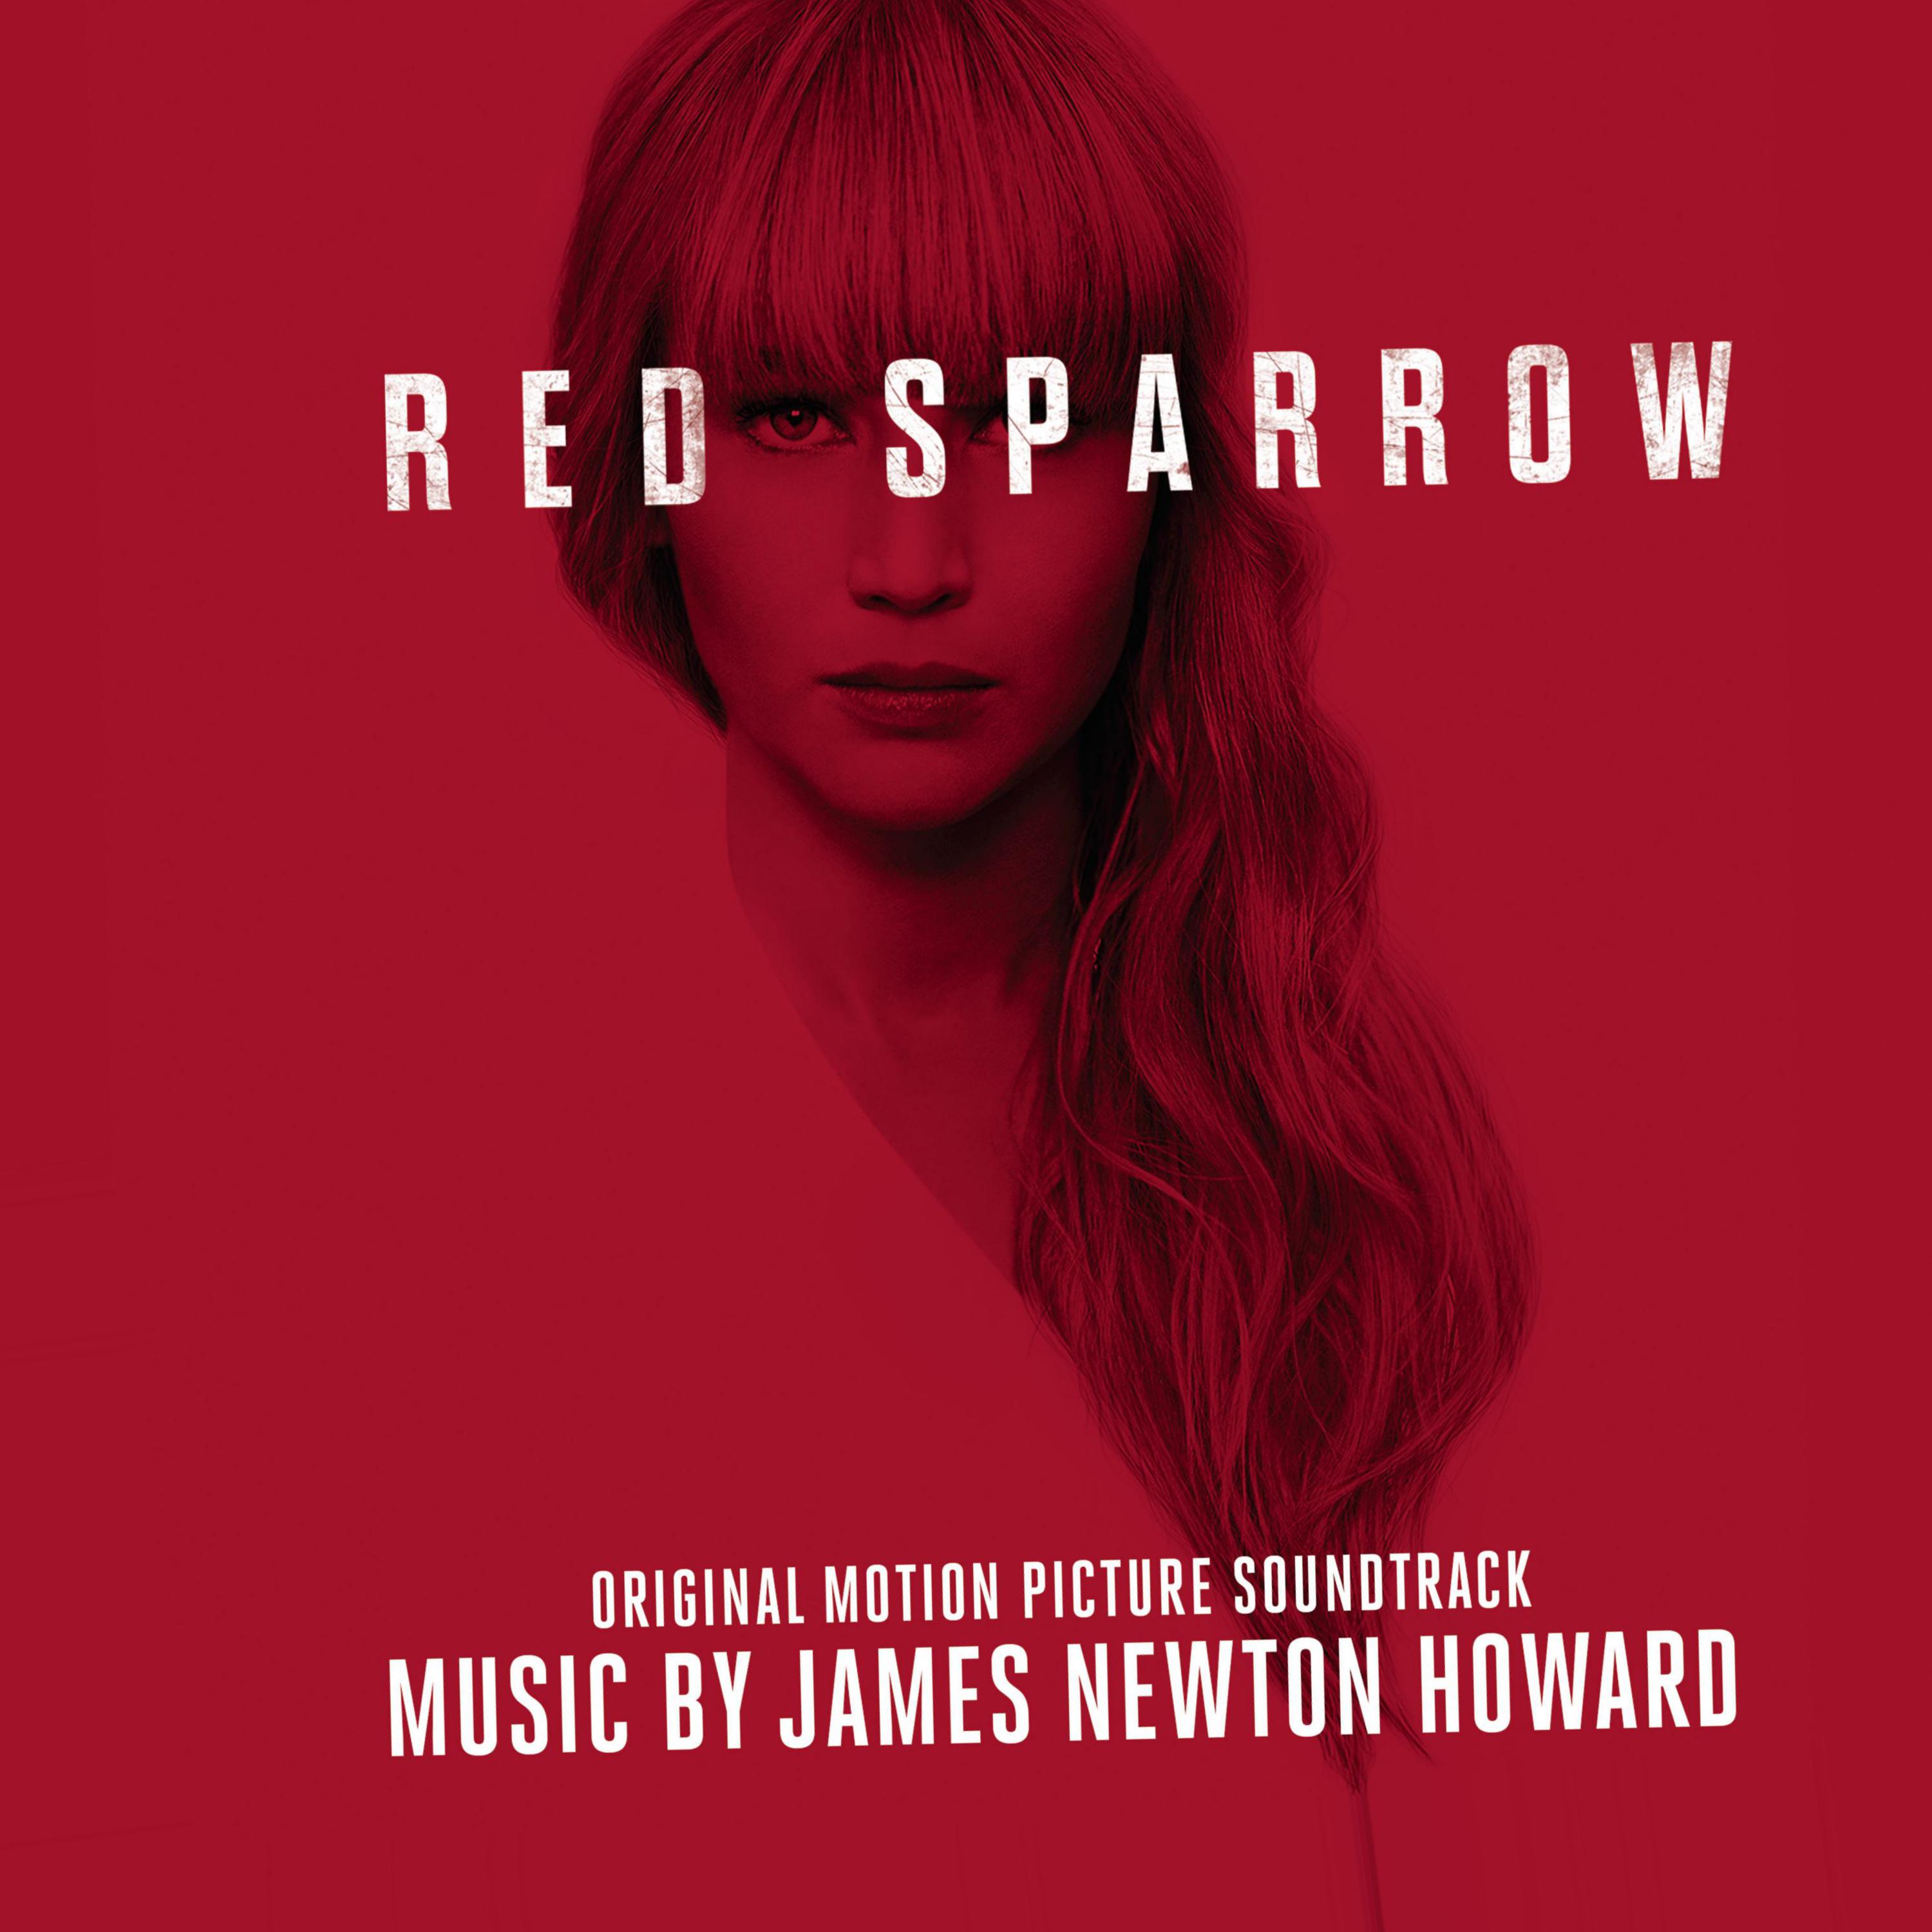 RED SPARROW
ORIGINAL MOTION PICTURE SOUNDTRACK
MUSIC BY JAMES NEWTON HOWARD